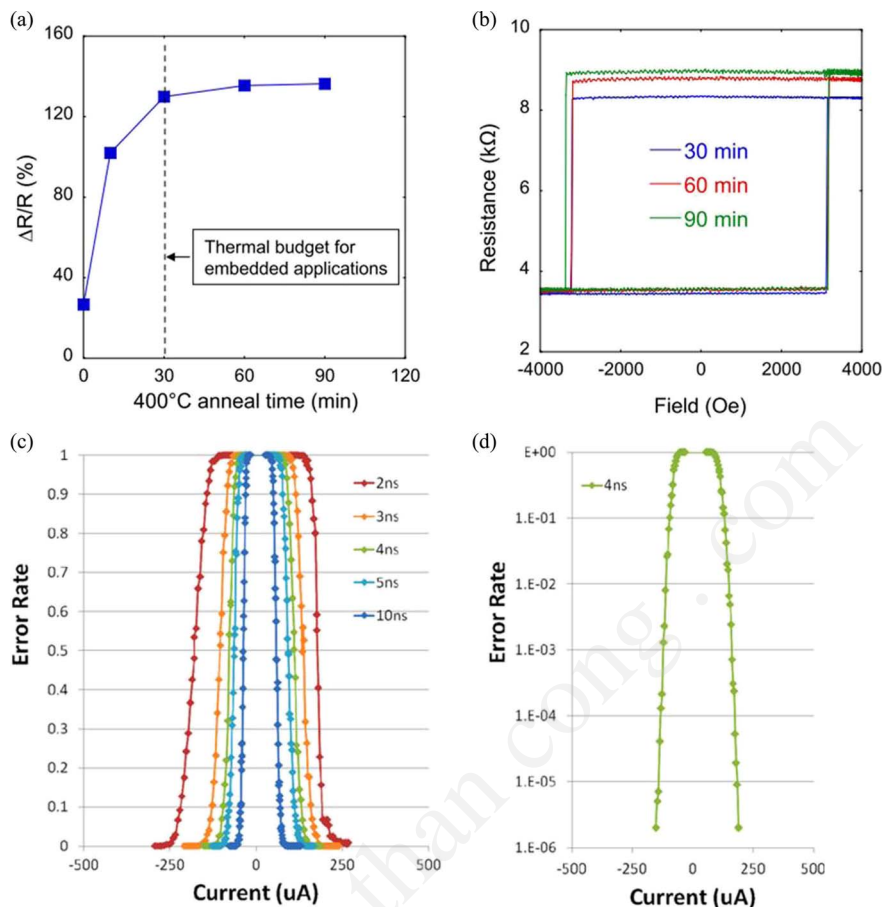 (a)
160
120
80
40
0
ΔR/R (%)
Thermal budget for
embedded applications
0 30 60 90 120
400°C anneal time (min)
(b)
10
8
6
4
2
Resistance (kΩ)
30 min
60 min
90 min
-4000 -2000 0 2000 4000
Field (Oe)
(c)
1
0.9
0.8
0.7
0.6
0.5
0.4
0.3
0.2
0.1
0
Error Rate
2ns
3ns
4ns
5ns
10ns
-500 -250 0 250 500
Current (uA)
(d)
E+00
1.E-01
1.E-02
1.E-03
1.E-04
1.E-05
1.E-06
Error Rate
4ns
-500 -250 0 250 500
Current (uA)
than cong . com